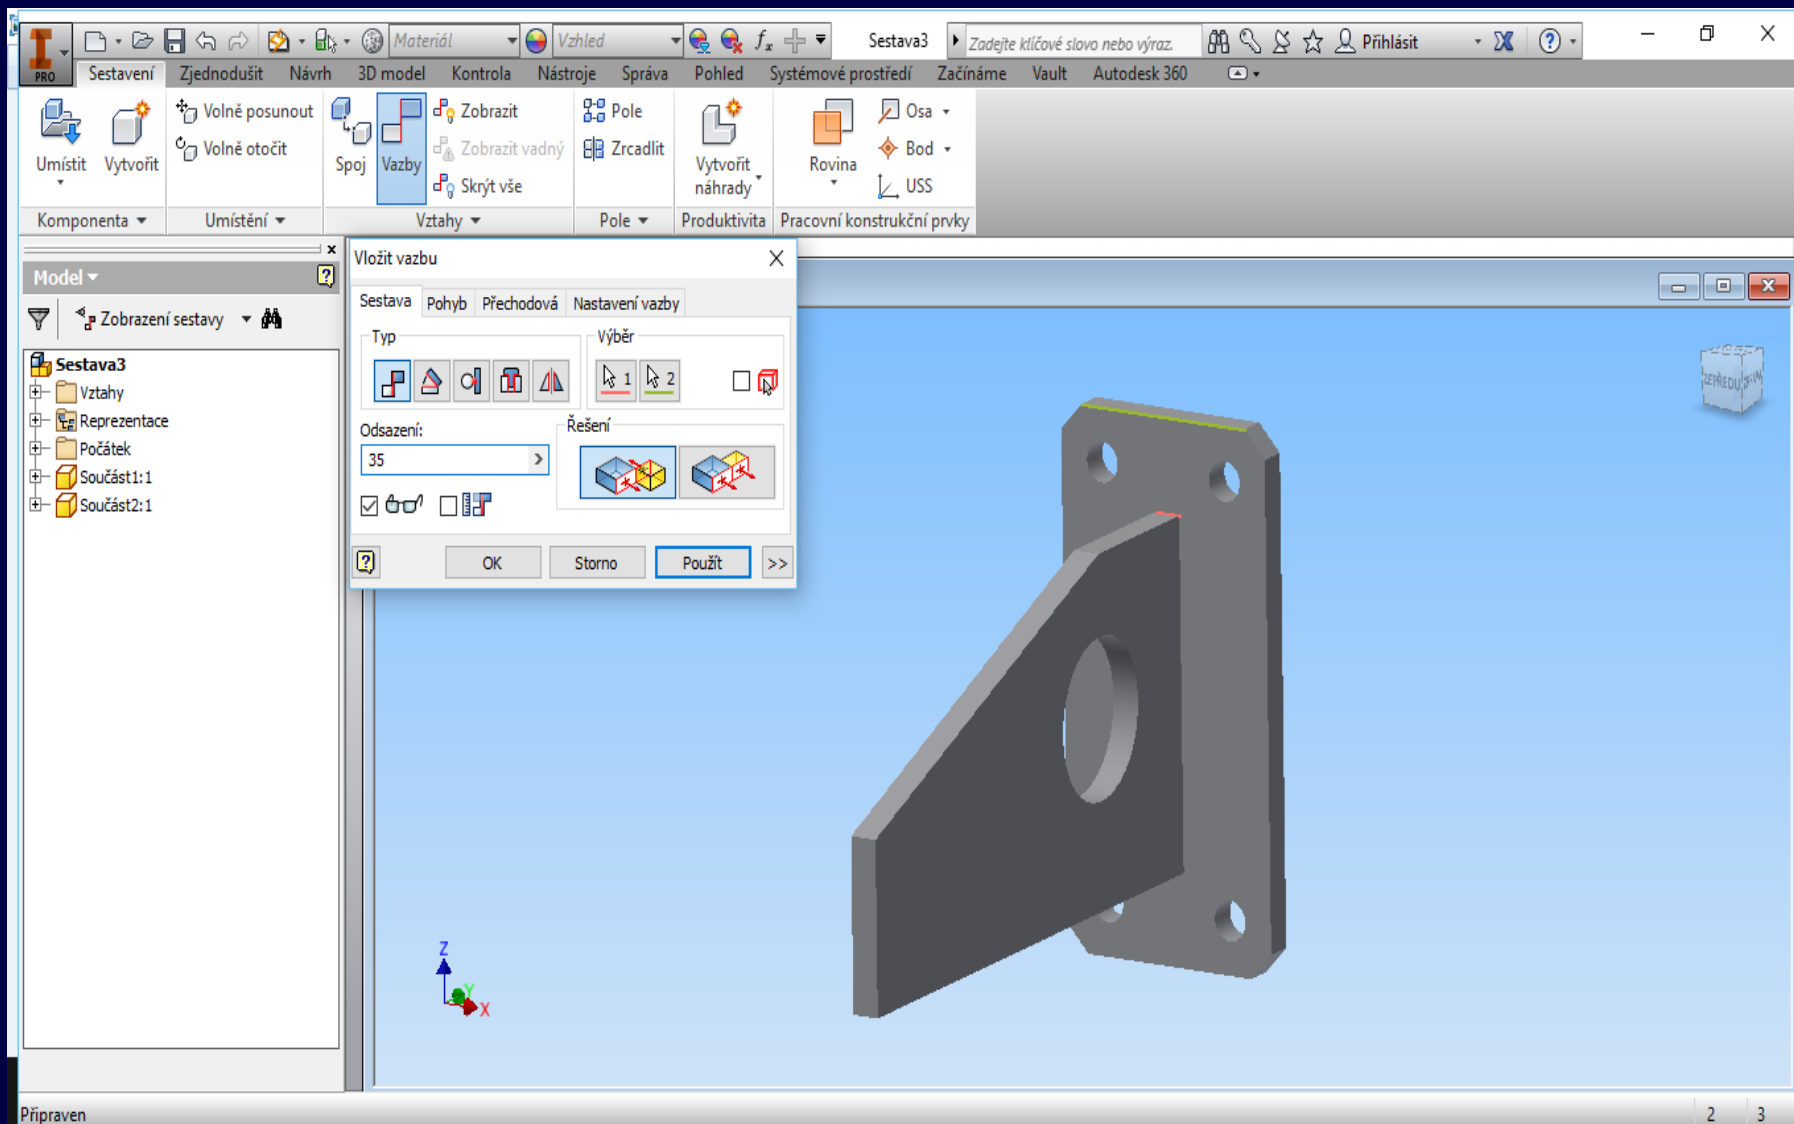 PRO
Materiál
Vzhled
fx
Sestava3
Zadejte klíčové slovo nebo výraz.
Přihlásit
Sestavení Zjednodušit Návrh 3D model Kontrola Nástroje Správa Pohled Systémové prostředí Začínáme Vault Autodesk 360
Umístit
Vytvořit
Volně posunout
Volně otočit
Spoj
Vazby
Zobrazit
Zobrazit vadný
Skrýt vše
Pole
Zrcadlit
Vytvořit
náhrady
Rovina
Osa
Bod
USS
Komponenta Umístění Vztahy Pole Produktivita Pracovní konstrukční prvky
Model
Zobrazení sestavy
Sestava3
Vztahy
Reprezentace
Počátek
Součást1:1
Součást2:1
Vložit vazbu
Sestava Pohyb Přechodová Nastavení vazby
Typ
Výběr
1
2
Odsazení:
35
Řešení
OK Storno Použít >>
ZEPŘEDU
Z
Y
X
Připraven
2 3